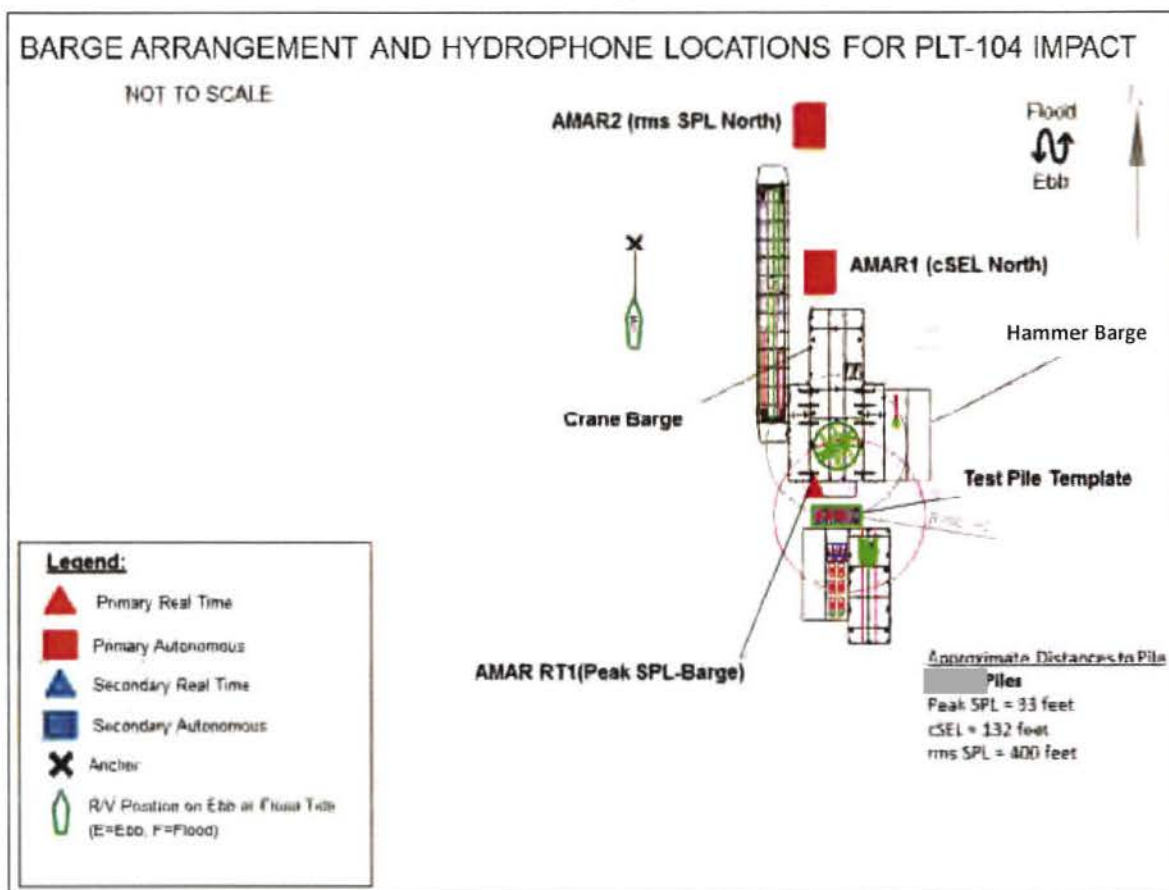 BARGE ARRANGEMENT AND HYDROPHONE LOCATIONS FOR PLT-104 IMPACT
NOT TO SCALE
AMAR2 (rms SPL North)
Flood
Ebb
AMAR1 (cSEL North)
Hammer Barge
Crane Barge
Test Pile Template
AMAR RT1(Peak SPL-Barge)
Legend:
Primary Real Time
Primary Autonomous
Secondary Real Time
Secondary Autonomous
Anchor
R/V Position on Ebb or Flood Tide
(E=Ebb, F=Flood)
Approximate Distances to Pile
Piles
Peak SPL = 33 feet
cSEL = 132 feet
rms SPL = 400 feet